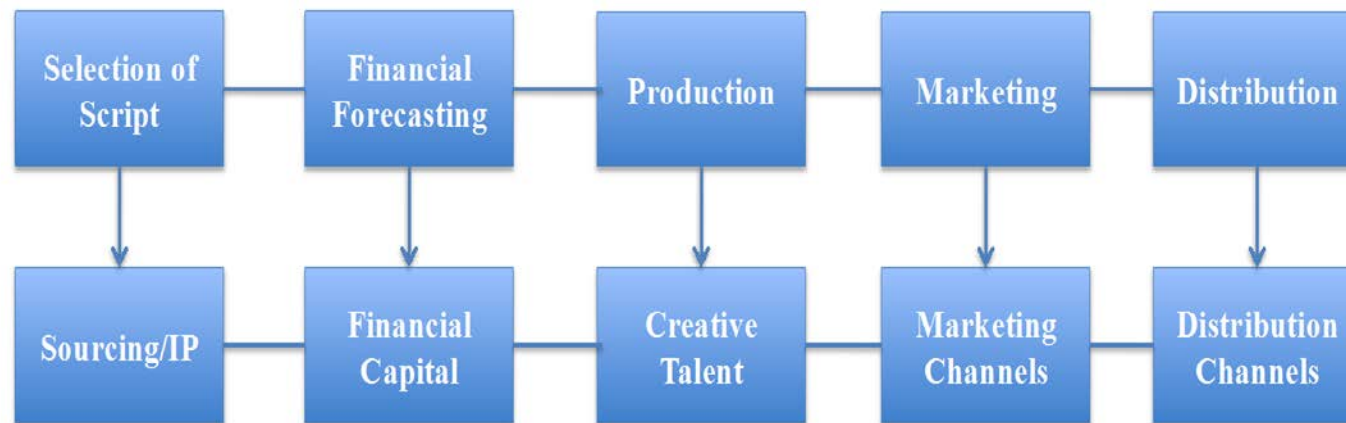 Selection of
Script
Financial
Forecasting
Production
Marketing
Distribution
Sourcing/IP
Financial
Capital
Creative
Talent
Marketing
Channels
Distribution
Channels